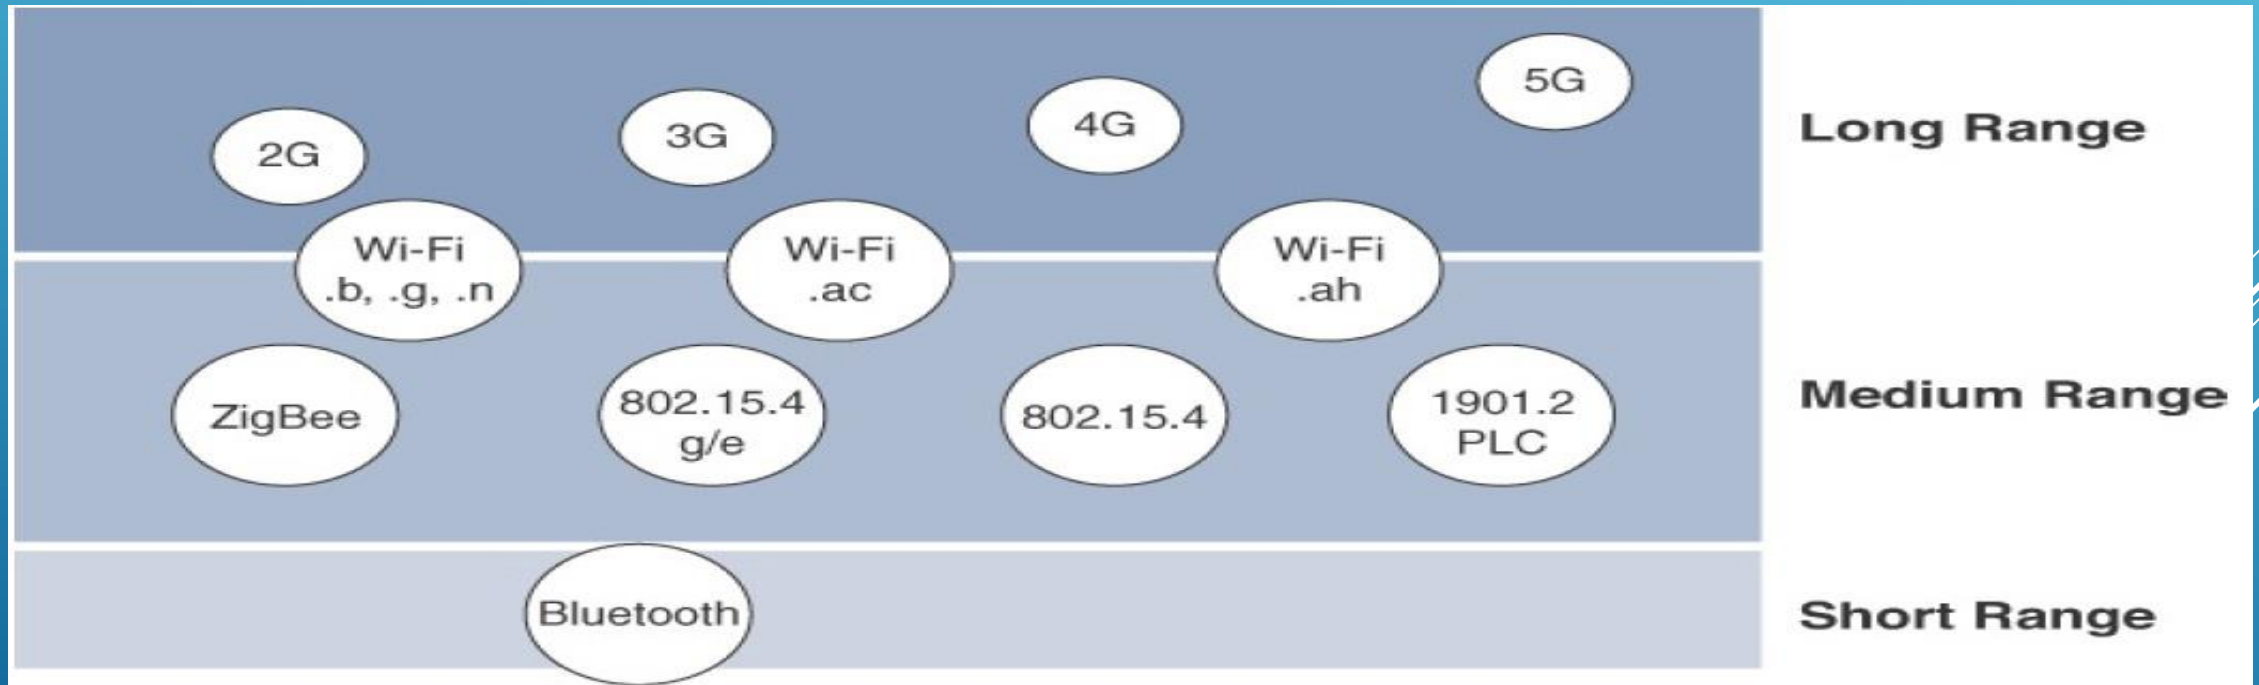 2G
3G
4G
5G
Long Range
Wi-Fi
.b, .g, .n
Wi-Fi
.ac
Wi-Fi
.ah
ZigBee
802.15.4
g/e
802.15.4
1901.2
PLC
Medium Range
Bluetooth
Short Range